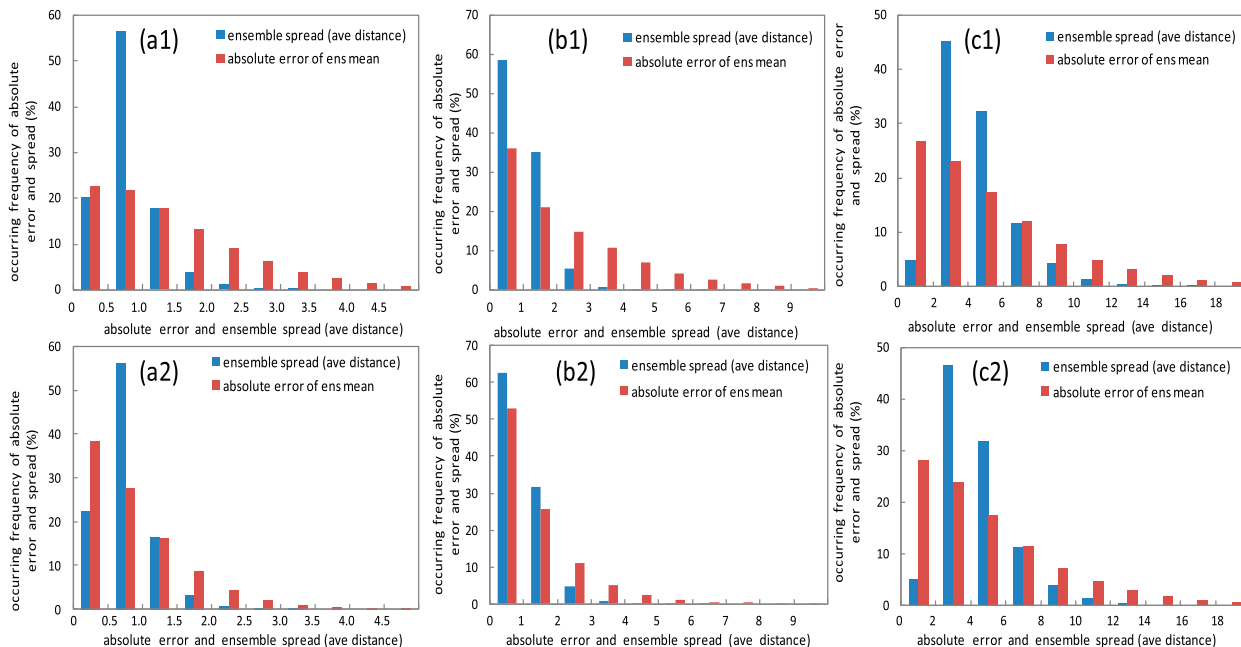 (a1)
ensemble spread (ave distance)
absolute error of ens mean
occurring frequency of absolute
error and spread (%)
60
50
40
30
20
10
0
0 0.5 1.0 1.5 2.0 2.5 3.0 3.5 4.0 4.5
absolute error and ensemble spread (ave distance)
(b1)
ensemble spread (ave distance)
absolute error of ens mean
occurring frequency of absolute
error and spread (%)
70
60
50
40
30
20
10
0
0 1 2 3 4 5 6 7 8 9
absolute error and ensemble spread (ave distance)
(c1)
ensemble spread (ave distance)
absolute error of ens mean
occurring frequency of absolute error
and spread (%)
50
40
30
20
10
0
0 2 4 6 8 10 12 14 16 18
absolute error and ensemble spread (ave distance)
(a2)
ensemble spread (ave distance)
absolute error of ens mean
occurring frequency of absolute
error and spread (%)
60
50
40
30
20
10
0
0 0.5 1.0 1.5 2.0 2.5 3.0 3.5 4.0 4.5
absolute error and ensemble spread (ave distance)
(b2)
ensemble spread (ave distance)
absolute error of ens mean
occurring frequency of absolute
error and spread (%)
70
60
50
40
30
20
10
0
0 1 2 3 4 5 6 7 8 9
absolute error and ensemble spread (ave distance)
(c2)
ensemble spread (ave distance)
absolute error of ens mean
occurring frequency of absolute
error and spread (%)
50
40
30
20
10
0
0 2 4 6 8 10 12 14 16 18
absolute error and ensemble spread (ave distance)